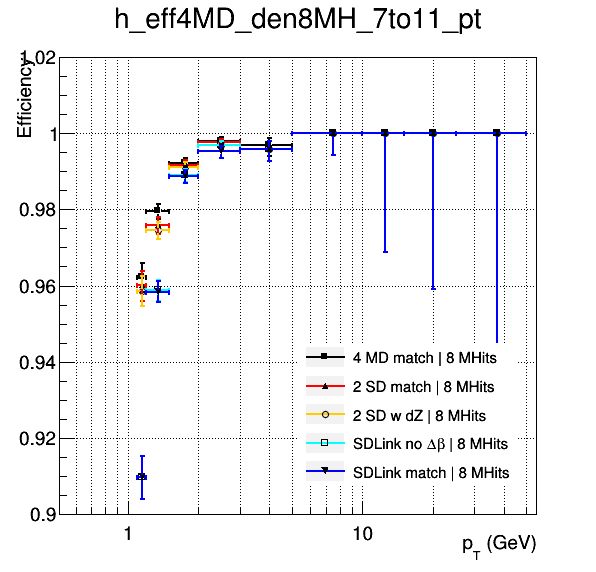 h_eff4MD_den8MH_7to11_pt
Efficiency
1.02
1
0.98
0.96
0.94
0.92
0.9
4 MD match | 8 MHits
2 SD match | 8 MHits
2 SD w dZ | 8 MHits
SDLink no Δβ | 8 MHits
SDLink match | 8 MHits
1
10
p_T (GeV)